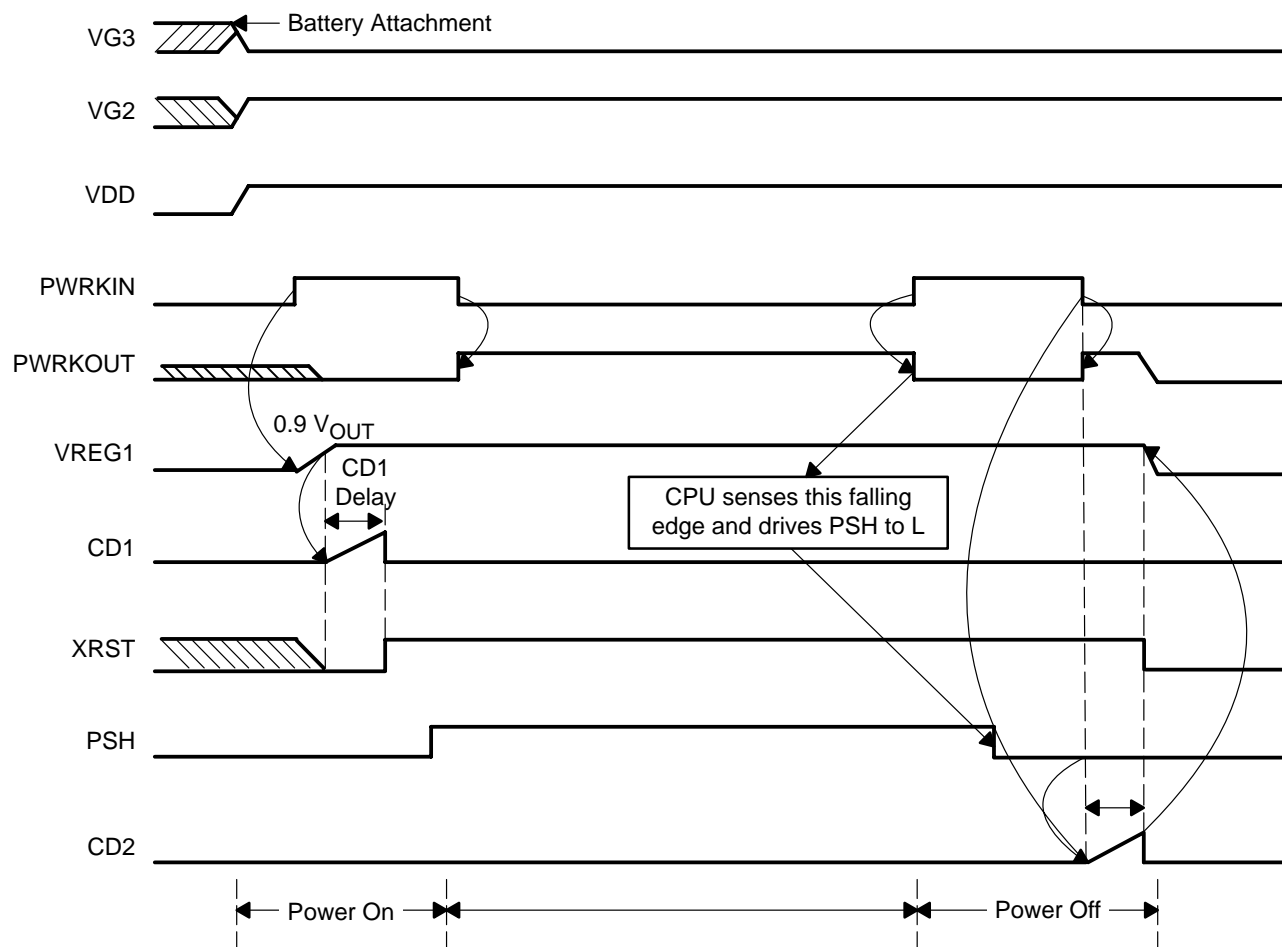 Battery Attachment
VG3
VG2
VDD
PWRKIN
PWRKOUT
0.9 VOUT
VREG1
CD1
Delay
CPU senses this falling
edge and drives PSH to L
CD1
XRST
PSH
CD2
Power On
Power Off